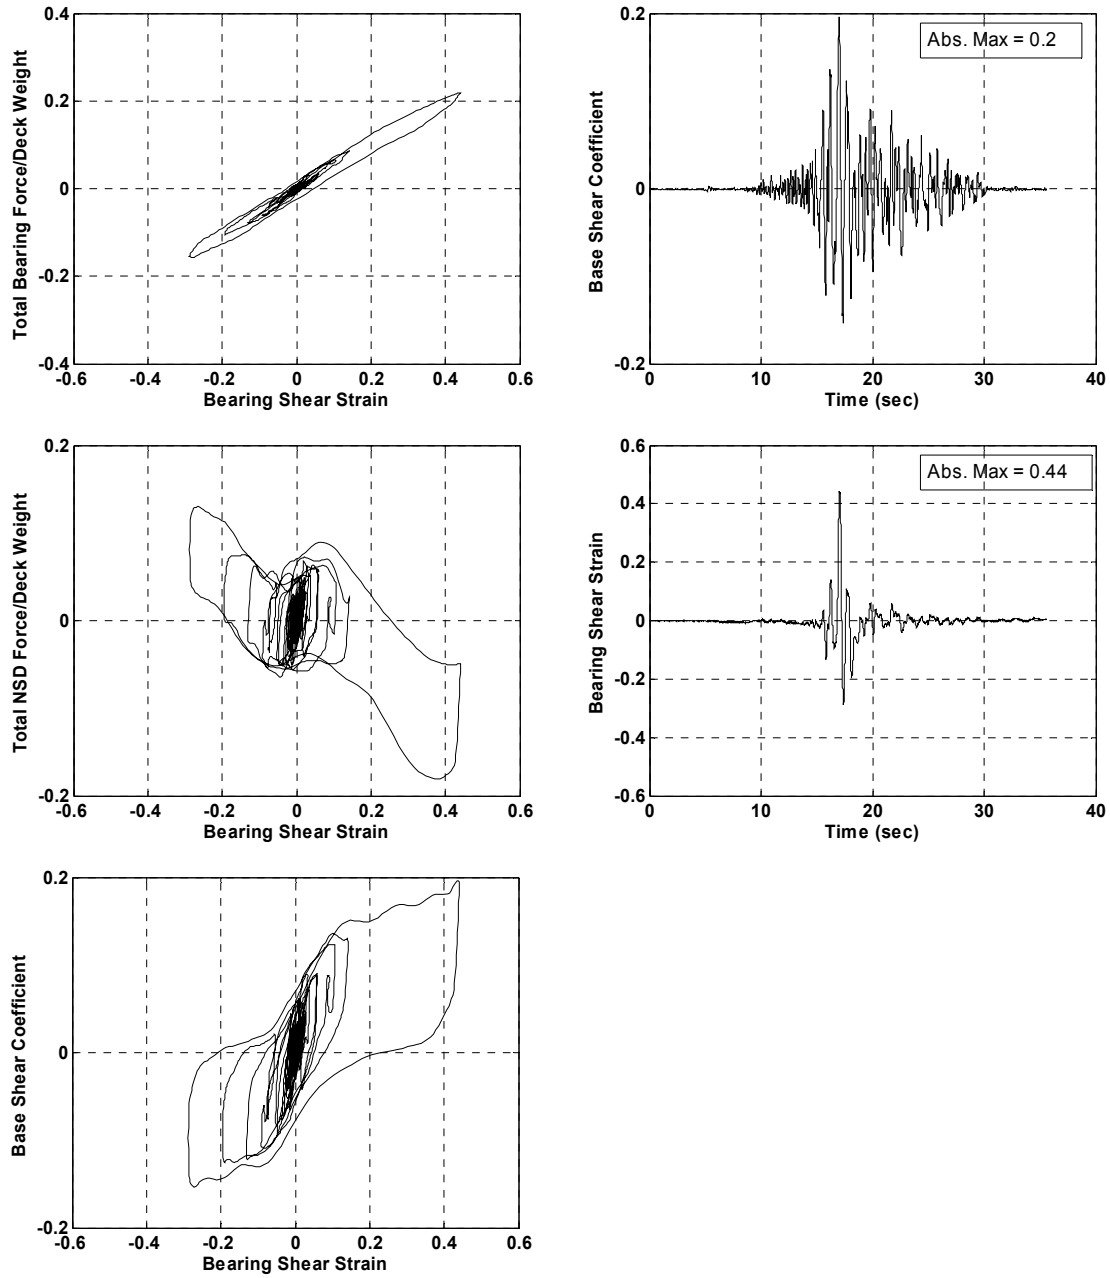 Total Bearing Force/Deck Weight
0.4
0.2
0
-0.2
-0.4
-0.6 -0.4 -0.2 0 0.2 0.4 0.6
Bearing Shear Strain
Base Shear Coefficient
0.2
0
-0.2
Abs. Max = 0.2
0 10 20 30 40
Time (sec)
Total NSD Force/Deck Weight
0.2
0
-0.2
-0.6 -0.4 -0.2 0 0.2 0.4 0.6
Bearing Shear Strain
Bearing Shear Strain
0.6
0.4
0.2
0
-0.2
-0.4
-0.6
Abs. Max = 0.44
0 10 20 30 40
Time (sec)
Base Shear Coefficient
0.2
0
-0.2
-0.6 -0.4 -0.2 0 0.2 0.4 0.6
Bearing Shear Strain